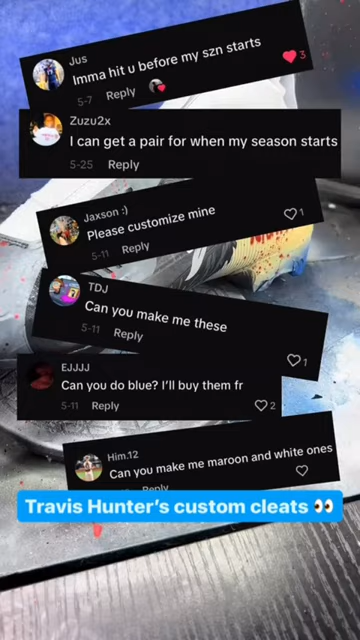 Jus
Imma hit u before my szn starts
5-7 Reply
3
Zuzu2x
I can get a pair for when my season starts
5-25 Reply
Jaxson :)
Please customize mine
5-11 Reply
1
TDJ
Can you make me these
5-11 Reply
1
EJJJJ
Can you do blue? I'll buy them fr
5-11 Reply
2
Him.12
Can you make me maroon and white ones
Reply
Travis Hunter's custom cleats 👀